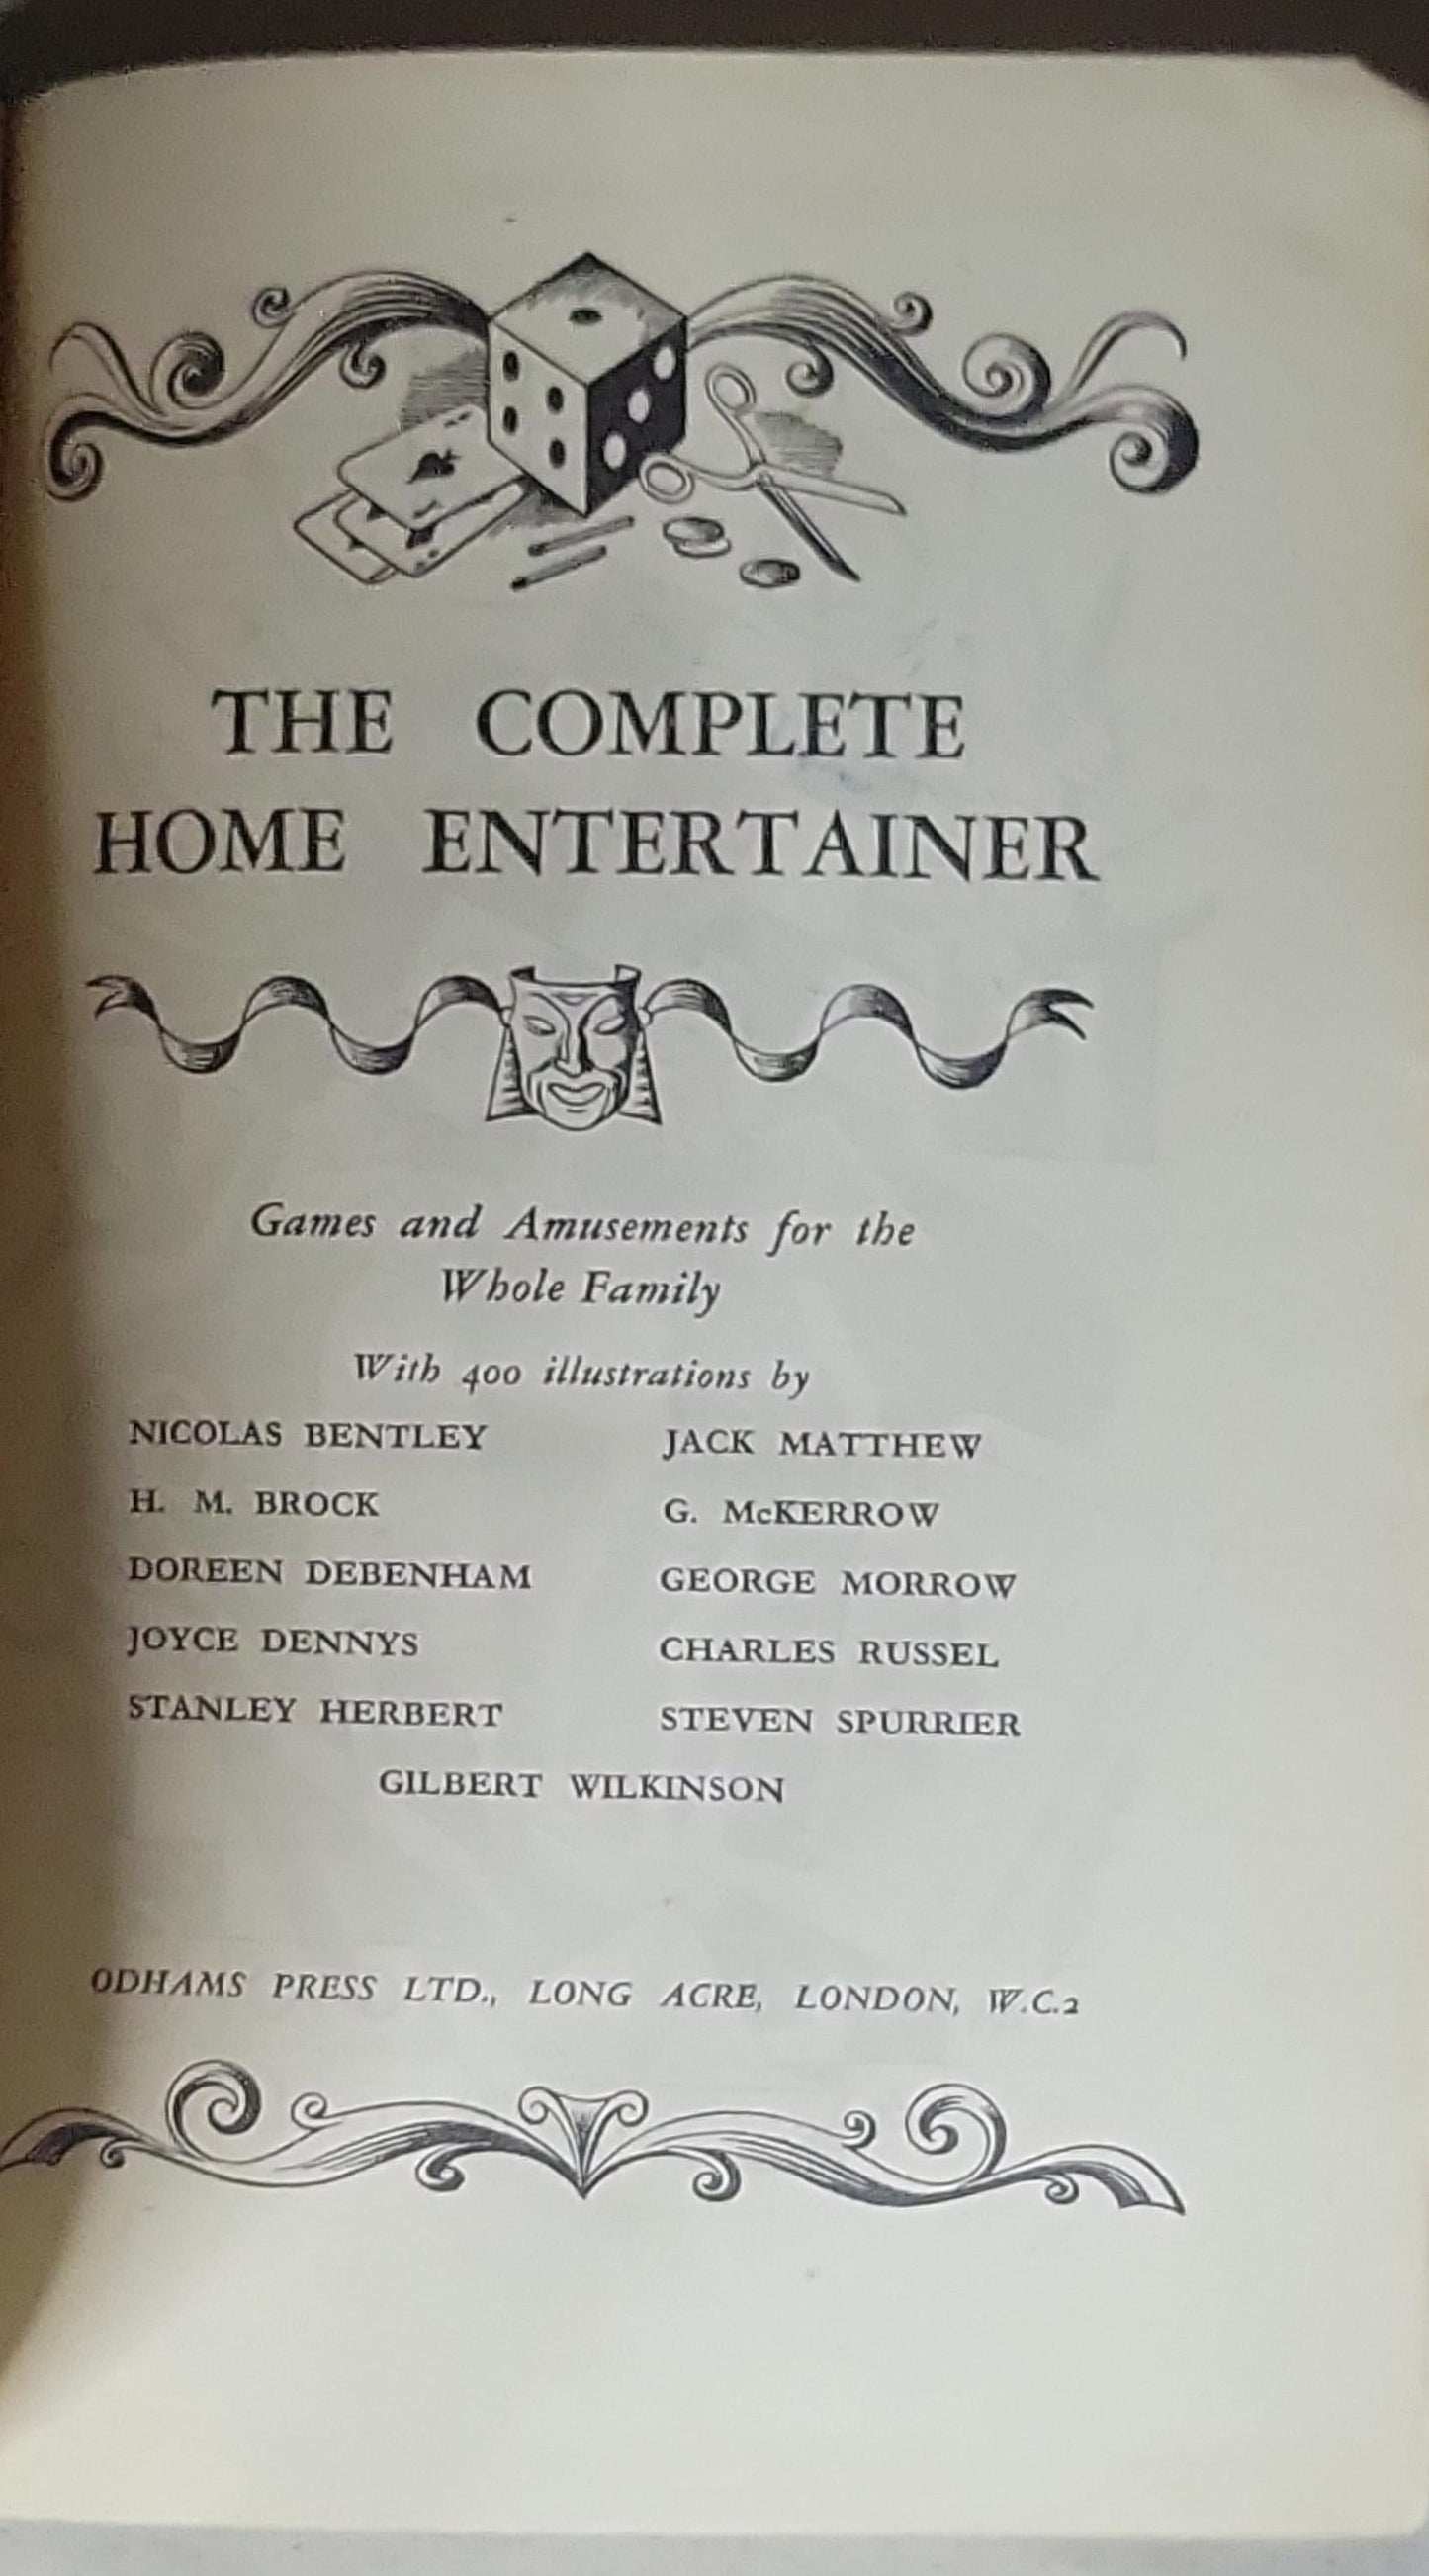 THE COMPLETE
HOME ENTERTAINER
Games and Amusements for the
Whole Family
With 400 illustrations by
NICOLAS BENTLEY
H. M. BROCK
DOREEN DEBENHAM
JOYCE DENNYS
STANLEY HERBERT
JACK MATTHEW
G. McKERROW
GEORGE MORROW
CHARLES RUSSEL
STEVEN SPURRIER
GILBERT WILKINSON
ODHAMS PRESS LTD., LONG ACRE, LONDON, W.C.2